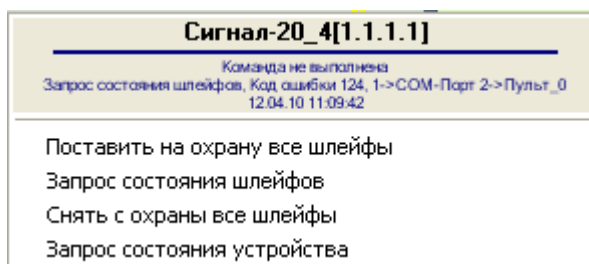 Сигнал-20_4[1.1.1.1]
Команда не выполнена
Запрос состояния шлейфов, Код ошибки 124, 1->COM-Порт 2->Пульт_0
12.04.10 11:09:42
Поставить на охрану все шлейфы
Запрос состояния шлейфов
Снять с охраны все шлейфы
Запрос состояния устройства